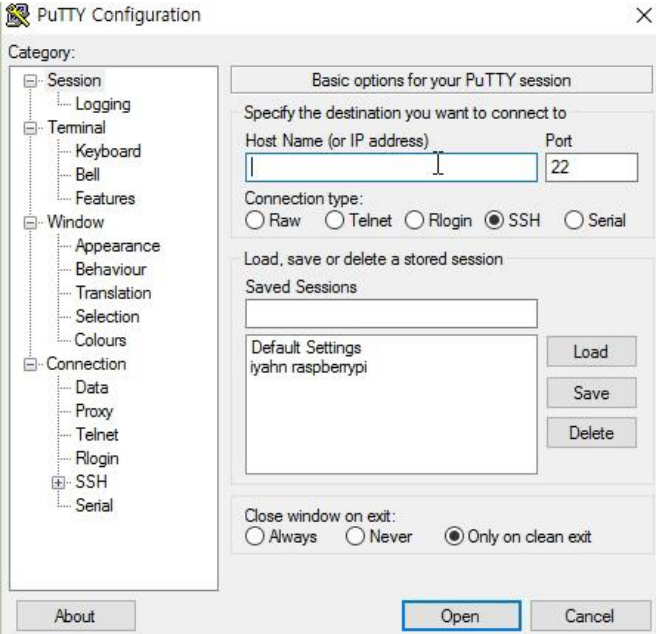 PuTTY Configuration
Category:
Session
Logging
Terminal
Keyboard
Bell
Features
Window
Appearance
Behaviour
Translation
Selection
Colours
Connection
Data
Proxy
Telnet
Rlogin
SSH
Serial
Basic options for your PuTTY session
Specify the destination you want to connect to
Host Name (or IP address) Port
22
Connection type:
Raw Telnet Rlogin SSH Serial
Load, save or delete a stored session
Saved Sessions
Default Settings
iyahn raspberrypi
Load
Save
Delete
Close window on exit:
Always Never Only on clean exit
About Open Cancel